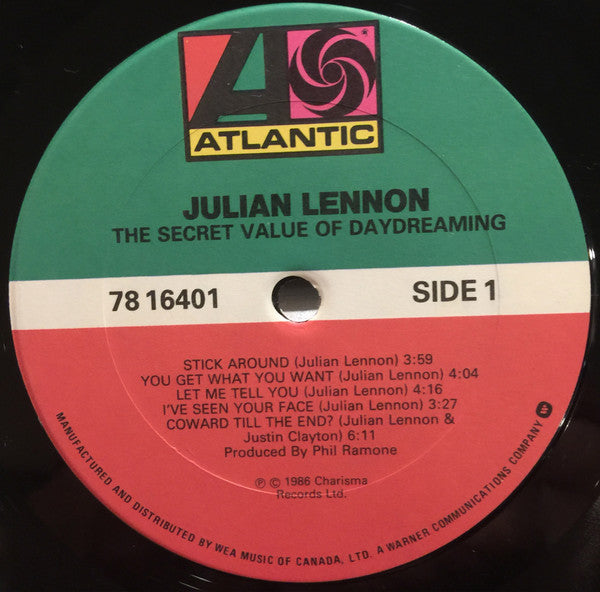 ATLANTIC
JULIAN LENNON
THE SECRET VALUE OF DAYDREAMING
78 16401
SIDE 1
STICK AROUND (Julian Lennon) 3:59
YOU GET WHAT YOU WANT (Julian Lennon) 4:04
LET ME TELL YOU (Julian Lennon) 4:16
I'VE SEEN YOUR FACE (Julian Lennon) 3:27
COWARD TILL THE END? (Julian Lennon &
Justin Clayton) 6:11
Produced By Phil Ramone
℗ © 1986 Charisma
Records Ltd.
MANUFACTURED AND DISTRIBUTED BY WEA MUSIC OF CANADA, LTD. A WARNER COMMUNICATIONS COMPANY